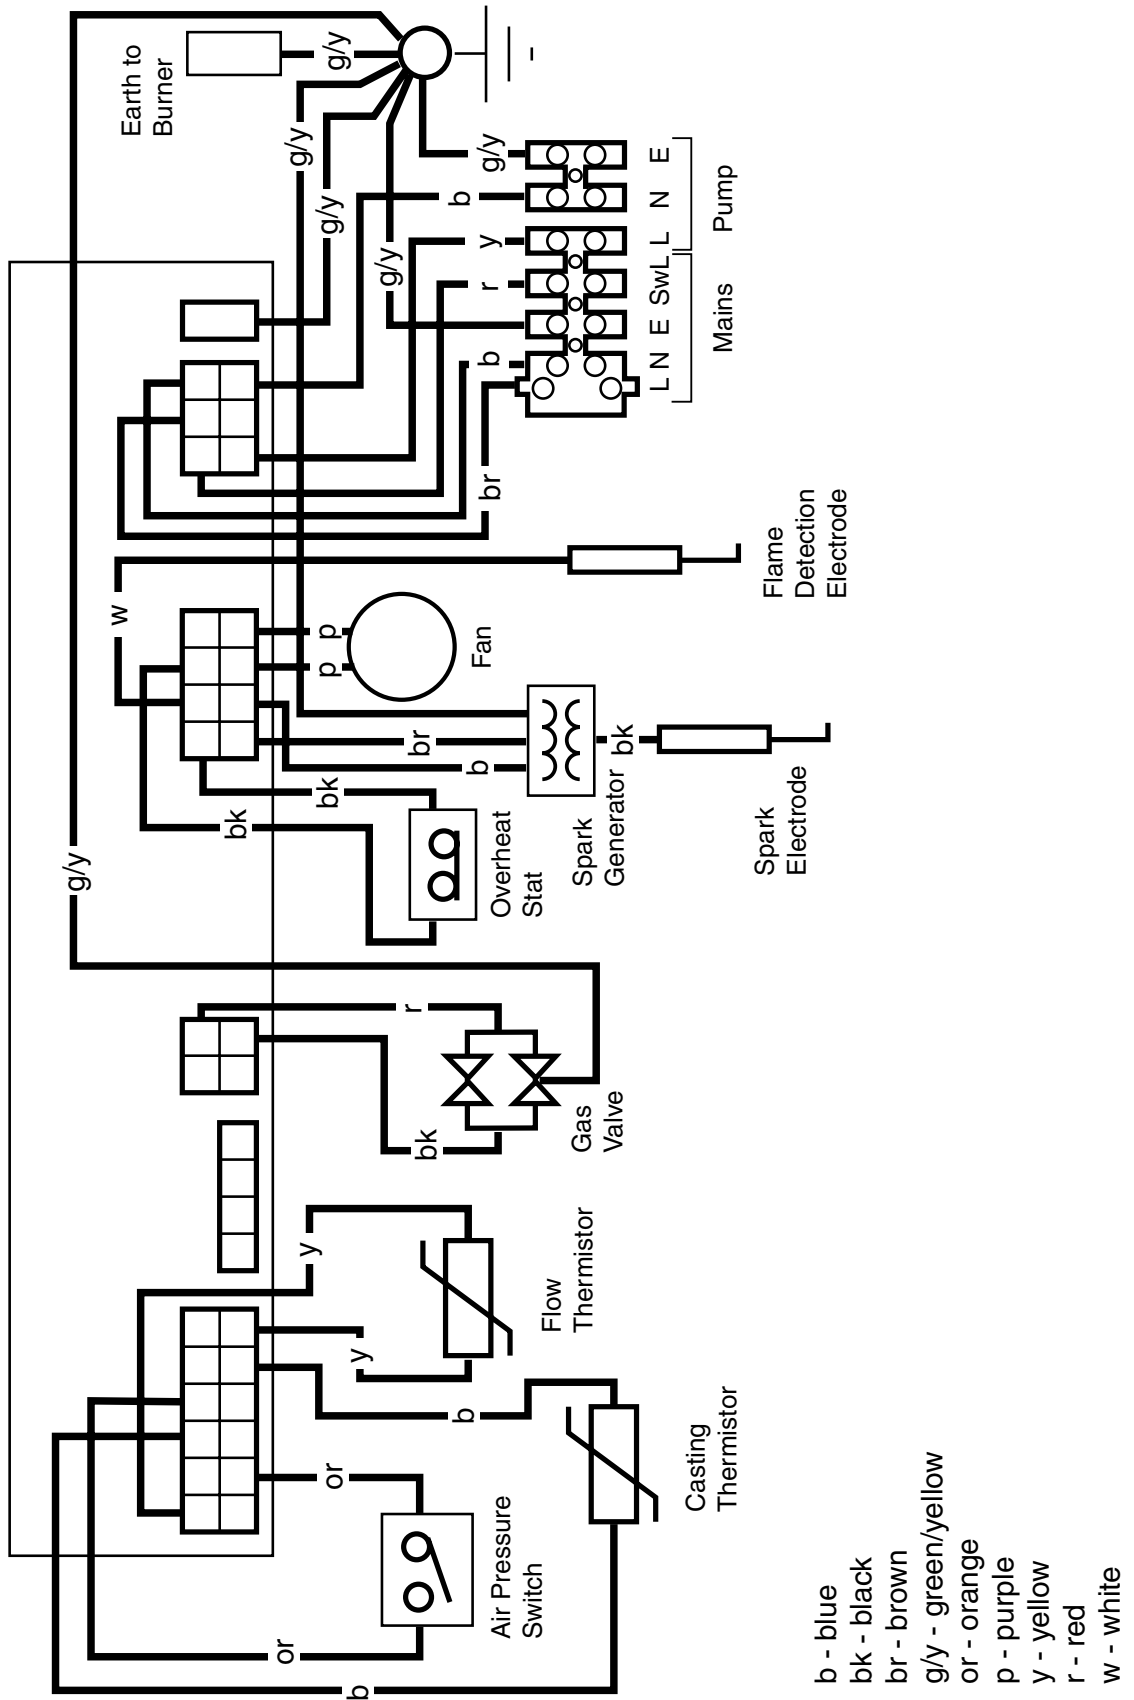 g/y
Earth to
Burner
g/y
w
bk
g/y
b
or
or
y
y
bk
p
p
g/y
g/y
b
bk
r
br
b
g/y
b
y
r
b
g/y
br
b
bk
Air Pressure
Switch
Casting
Thermistor
Flow
Thermistor
Gas
Valve
Overheat
Stat
Spark
Generator
Fan
Spark
Electrode
Flame
Detection
Electrode
L N E SwL L N E
Mains
Pump
b - blue
bk - black
br - brown
g/y - green/yellow
or - orange
p - purple
y - yellow
r - red
w - white